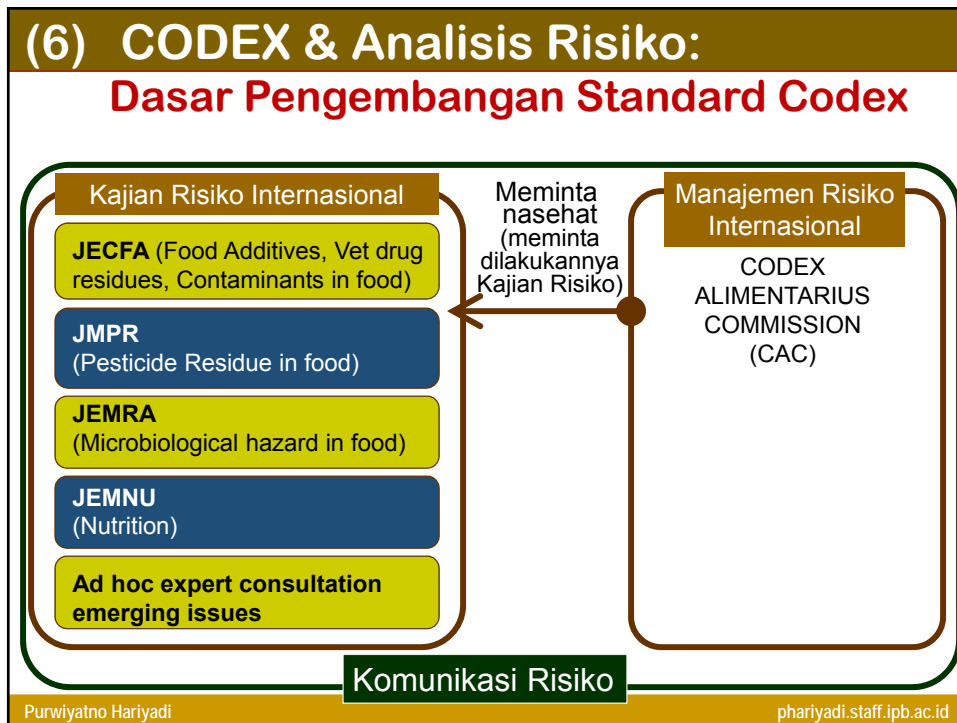 (6) CODEX & Analisis Risiko:
Dasar Pengembangan Standard Codex
Kajian Risiko Internasional
JECFA (Food Additives, Vet drug
residues, Contaminants in food)
JMPR
(Pesticide Residue in food)
JEMRA
(Microbiological hazard in food)
JEMNU
(Nutrition)
Ad hoc expert consultation
emerging issues
Meminta
nasehat
(meminta
dilakukannya
Kajian Risiko)
Manajemen Risiko
Internasional
CODEX
ALIMENTARIUS
COMMISSION
(CAC)
Komunikasi Risiko
Purwiyatno Hariyadi
phariyadi.staff.ipb.ac.id